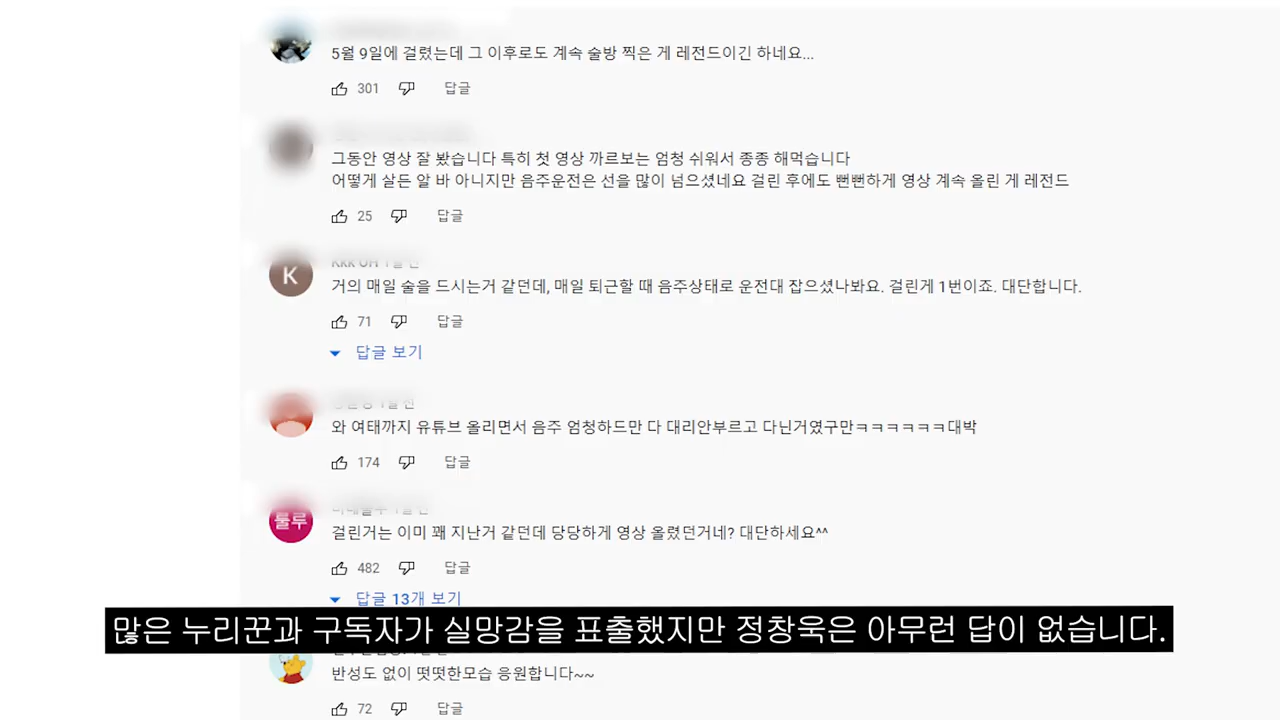 5월 9일에 걸렸는데 그 이후로도 계속 술방 찍은 게 레전드이긴 하네요...
301 답글
그동안 영상 잘 봤습니다 특히 첫 영상 까르보는 엄청 쉬워서 종종 해먹습니다
어떻게 살든 알 바 아니지만 음주운전은 선을 많이 넘으셨네요 걸린 후에도 뻔뻔하게 영상 계속 올린 게 레전드
25 답글
K
거의 매일 술을 드시는거 같던데, 매일 퇴근할 때 음주상태로 운전대 잡으셨나봐요. 걸린게 1번이죠. 대단합니다.
71 답글
답글 보기
와 여태까지 유튜브 올리면서 음주 엄청하드만 다 대리안부르고 다닌거였구만ㅋㅋㅋㅋㅋㅋ대박
174 답글
룰루
걸린거는 이미 꽤 지난거 같던데 당당하게 영상 올렸던거네? 대단하세요^^
482 답글
답글 13개 보기
많은 누리꾼과 구독자가 실망감을 표출했지만 정창욱은 아무런 답이 없습니다.
반성도 없이 떳떳한모습 응원합니다~~
72 답글